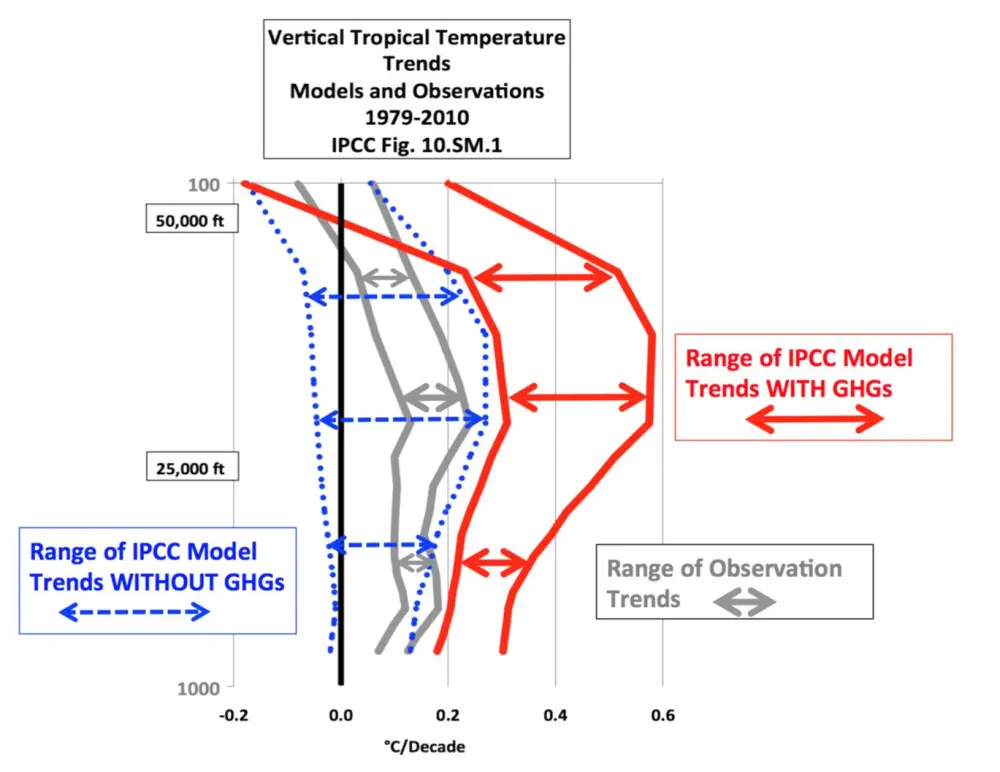 Vertical Tropical Temperature
Trends
Models and Observations
1979-2010
IPCC Fig. 10.SM.1
100
50,000 ft
Range of IPCC Model
Trends WITH GHGs
25,000 ft
Range of IPCC Model
Trends WITHOUT GHGs
Range of Observation
Trends
1000
-0.2 0.0 0.2 0.4 0.6
°C/Decade